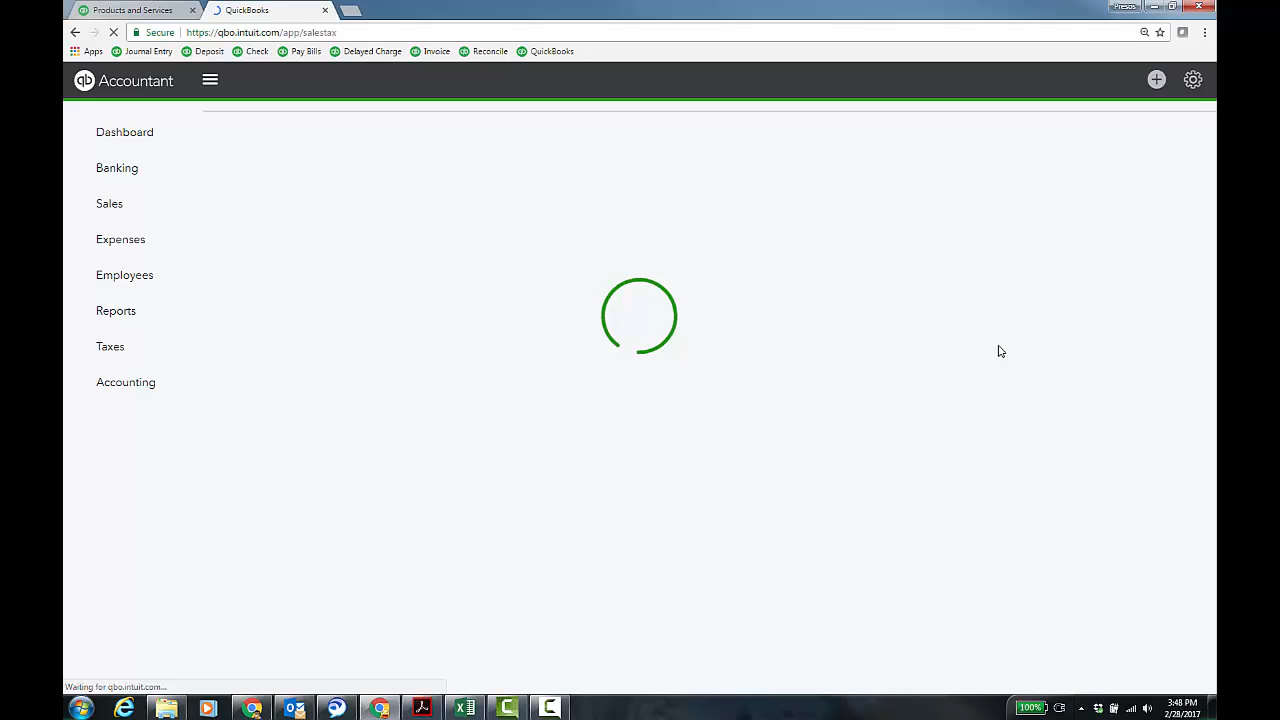 Presos
Products and Services
QuickBooks
Secure
https://qbo.intuit.com/app/salestax
Apps
Journal Entry
Deposit
Check
Pay Bills
Delayed Charge
Invoice
Reconcile
QuickBooks
qb Accountant
Dashboard
Banking
Sales
Expenses
Employees
Reports
Taxes
Accounting
Waiting for qbo.intuit.com...
100%
3:48 PM
2/28/2017